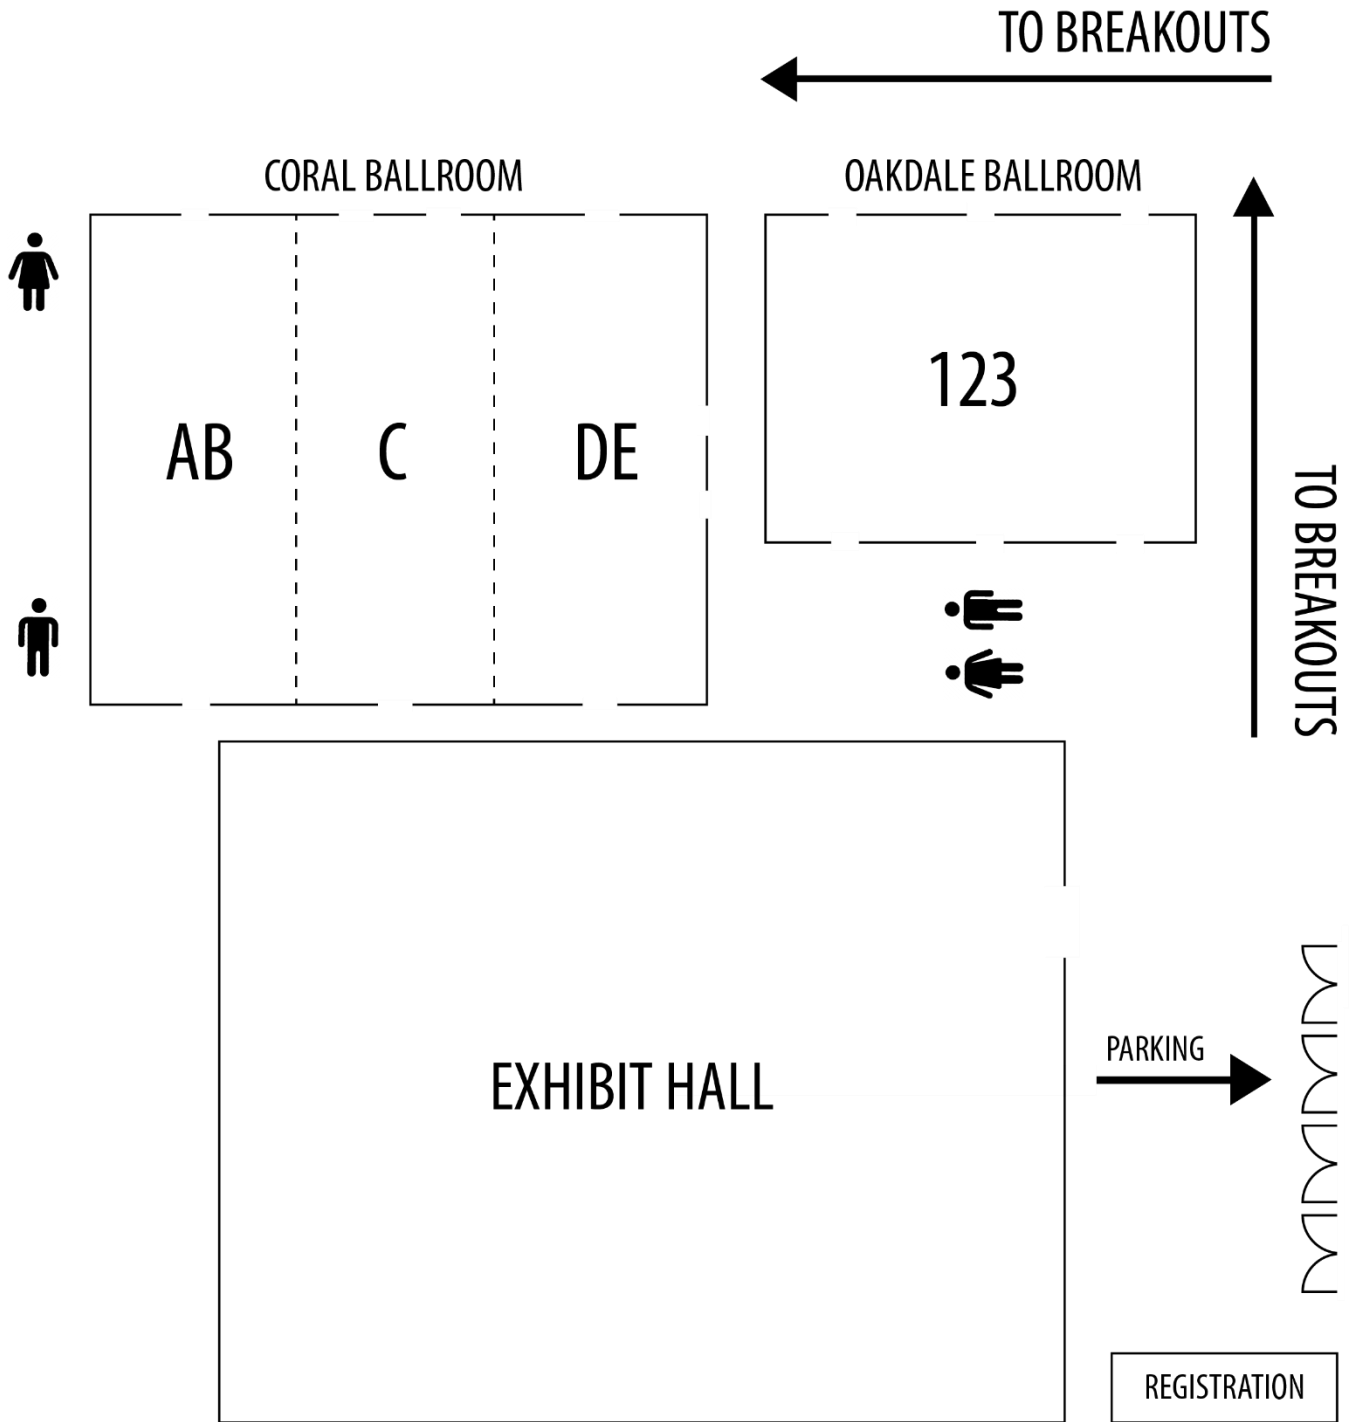 TO BREAKOUTS
CORAL BALLROOM
OAKDALE BALLROOM
123
AB
C
DE
TO BREAKOUTS
PARKING
EXHIBIT HALL
REGISTRATION